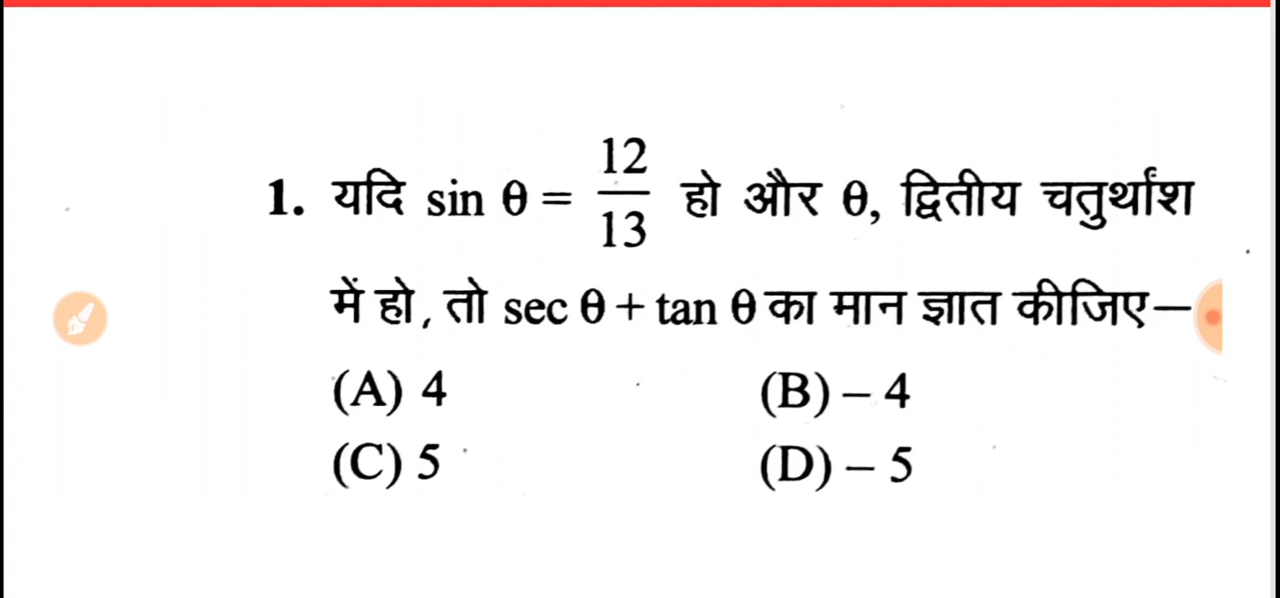 1. यदि sin θ = 12/13 हो और θ, द्वितीय चतुर्थांश
में हो, तो sec θ + tan θ का मान ज्ञात कीजिए–
(A) 4 (B) – 4
(C) 5 (D) – 5